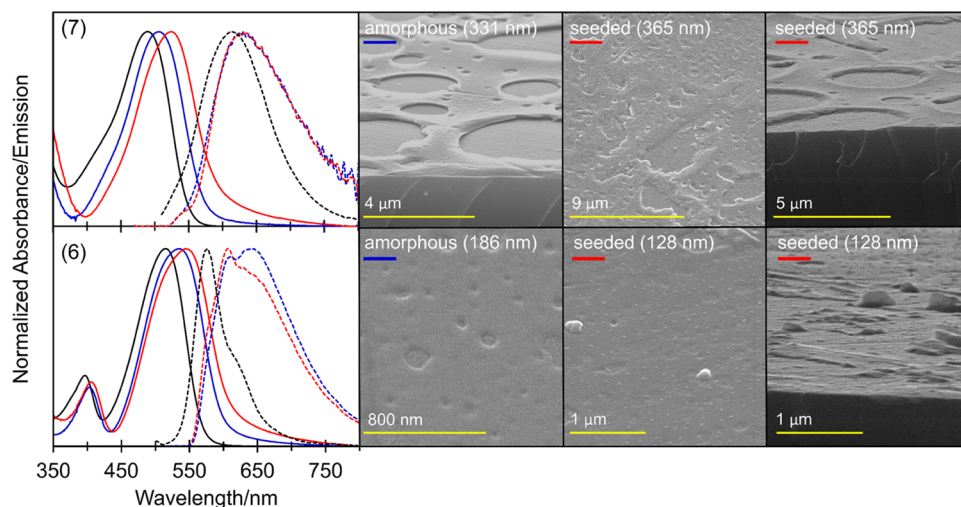 Normalized Absorbance/Emission
(7)
amorphous (331 nm)
seeded (365 nm)
seeded (365 nm)
4 μm
9 μm
5 μm
(6)
amorphous (186 nm)
seeded (128 nm)
seeded (128 nm)
800 nm
1 μm
1 μm
350 450 550 650 750
Wavelength/nm